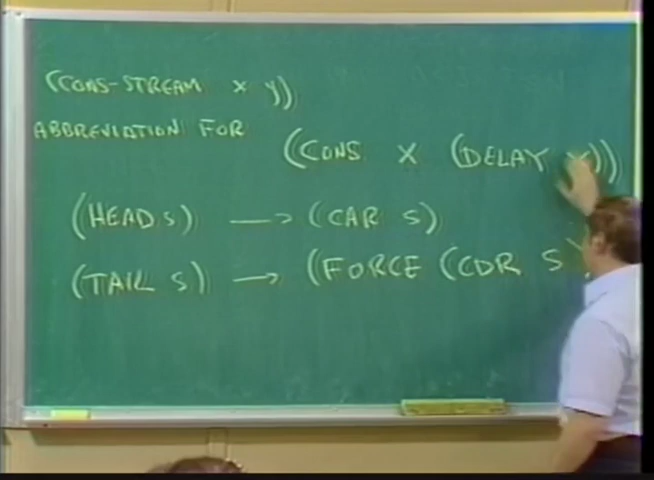 (CONS-STREAM X Y)
ABBREVIATION FOR
(CONS X (DELAY Y))
(HEAD S) —> (CAR S)
(TAIL S) —> (FORCE (CDR S)